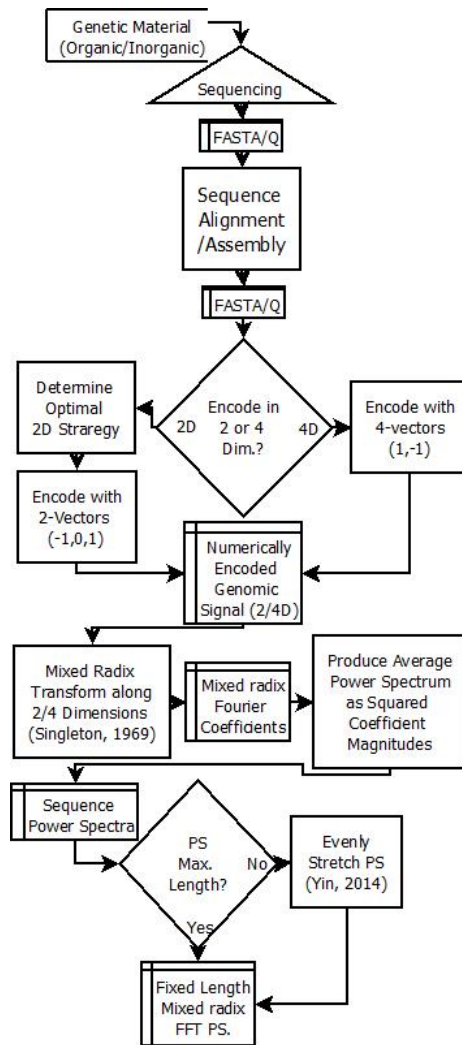 Genetic Material
(Organic/Inorganic)
Sequencing
FASTA/Q
Sequence
Alignment
/Assembly
FASTA/Q
Encode in
2 or 4
Dim.?
2D
4D
Determine
Optimal
2D Straregy
Encode with
4-vectors
(1,-1)
Encode with
2-Vectors
(-1,0,1)
Numerically
Encoded
Genomic
Signal (2/4D)
Mixed Radix
Transform along
2/4 Dimensions
(Singleton, 1969)
Mixed radix
Fourier
Coefficients
Produce Average
Power Spectrum
as Squared
Coefficient
Magnitudes
Sequence
Power Spectra
PS
Max.
Length?
No
Yes
Evenly
Stretch PS
(Yin, 2014)
Fixed Length
Mixed radix
FFT PS.